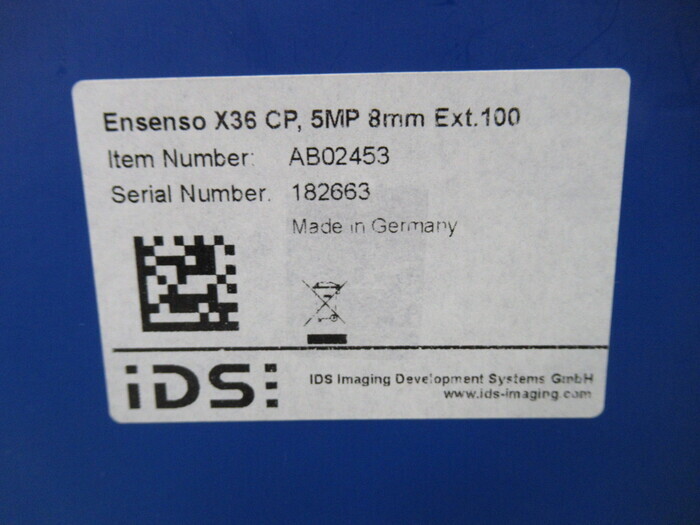 Ensenso X36 CP, 5MP 8mm Ext.100
Item Number: AB02453
Serial Number. 182663
Made in Germany
iDS:
IDS Imaging Development Systems GmbH
www.ids-imaging.com